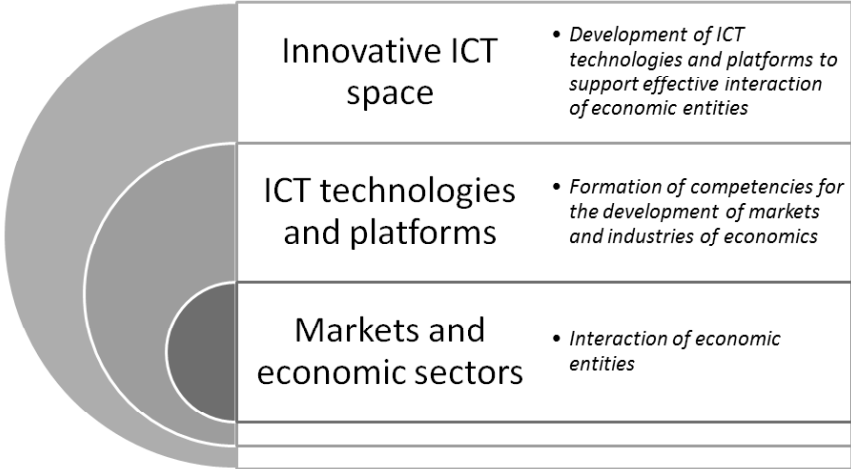 Innovative ICT
space
• Development of ICT
technologies and platforms to
support effective interaction
of economic entities
ICT technologies
and platforms
• Formation of competencies for
the development of markets
and industries of economics
Markets and
economic sectors
• Interaction of economic
entities